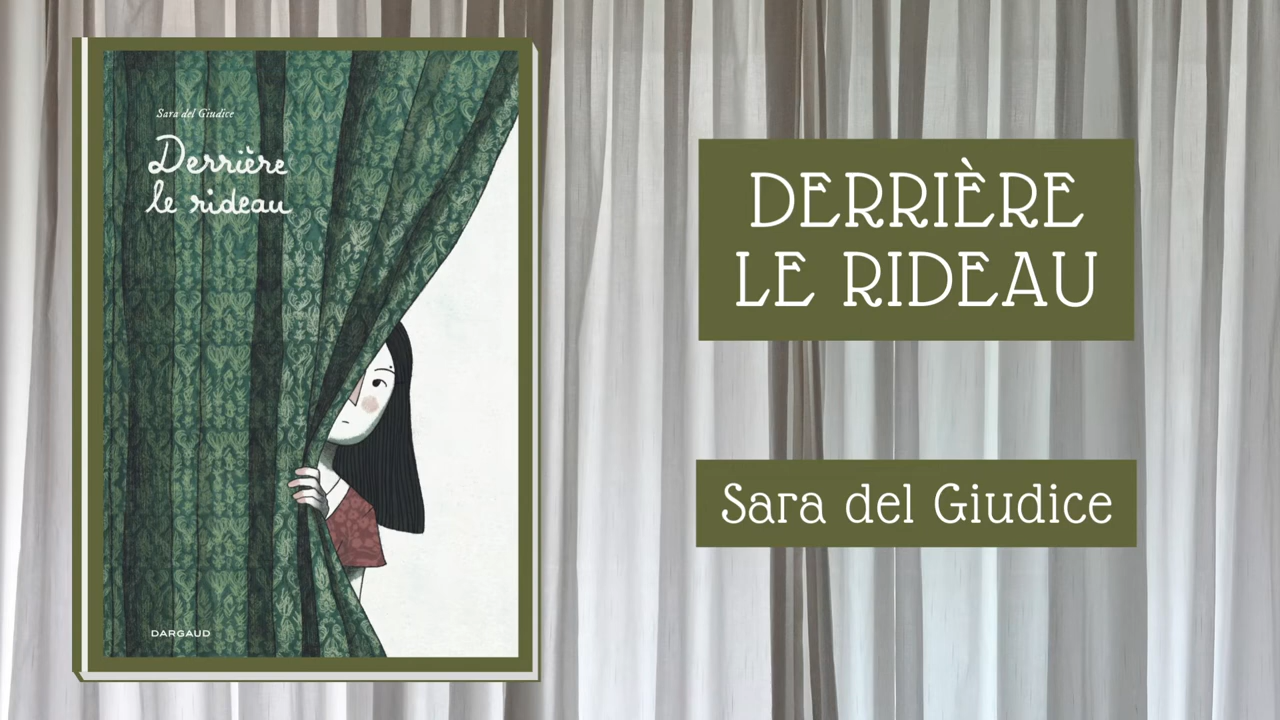 Sara del Giudice
Derrière
le rideau
DARGAUD
DERRIÈRE
LE RIDEAU
Sara del Giudice